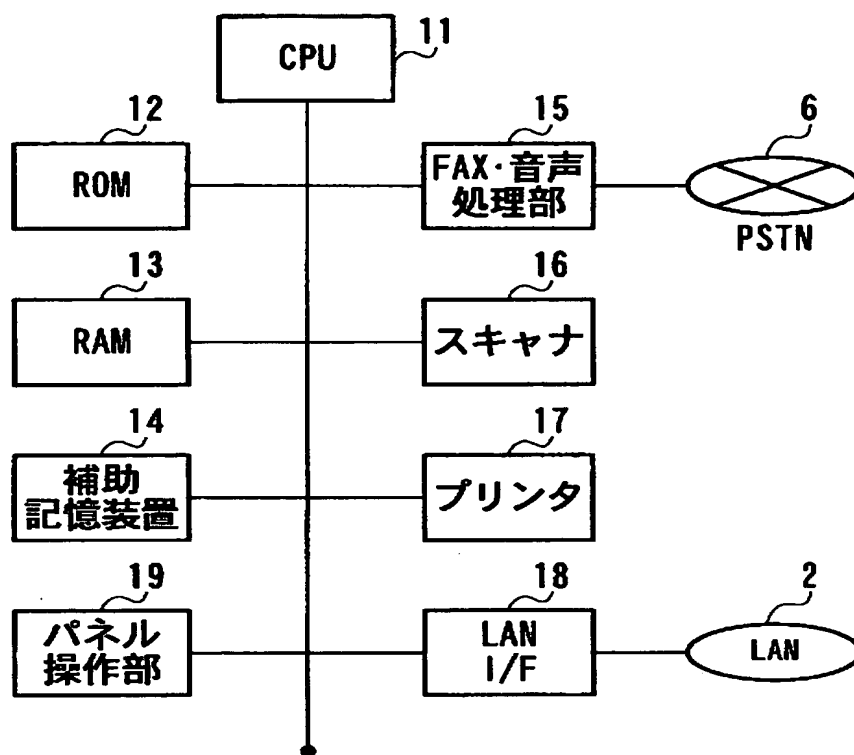 11
CPU
12
ROM
15
FAX・音声
処理部
6
PSTN
13
RAM
16
スキャナ
14
補助
記憶装置
17
プリンタ
19
パネル
操作部
18
LAN
I/F
2
LAN